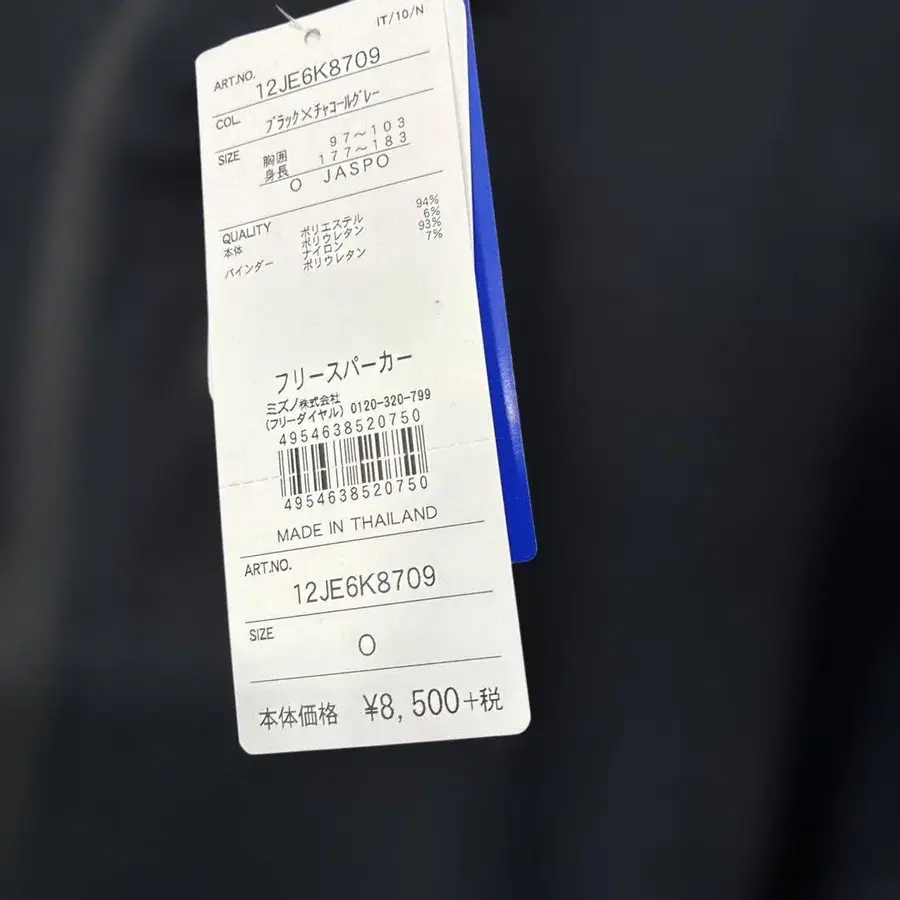 IT/10/N
ART.NO. 12JE6K8709
COL. ブラック×チャコールグレー
SIZE 胸囲 97～103
身長 177～183
O JASPO
QUALITY
本体 ポリエステル 94%
ポリウレタン 6%
バインダー ナイロン 93%
ポリウレタン 7%
フリースパーカー
ミズノ株式会社
(フリーダイヤル) 0120-320-799
4954638520750
4954638520750
MADE IN THAILAND
ART.NO.
12JE6K8709
SIZE
O
本体価格 ¥8,500+税